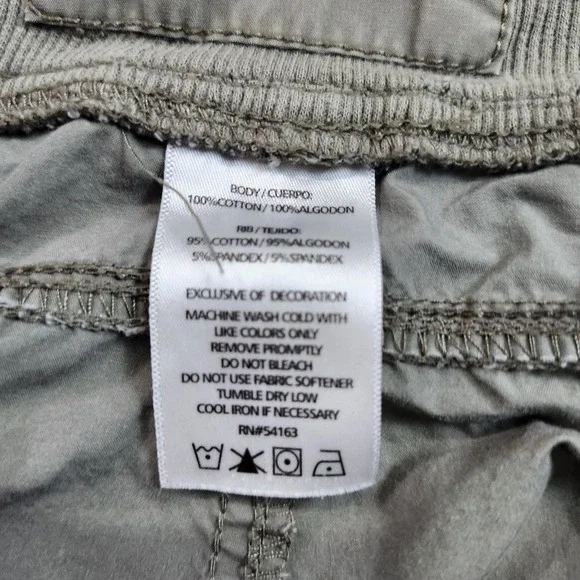 BODY/CUERPO:
100%COTTON/100%ALGODON
RIB/TEJIDO:
95%COTTON/95%ALGODON
5%SPANDEX/5%SPANDEX
EXCLUSIVE OF DECORATION
MACHINE WASH COLD WITH
LIKE COLORS ONLY
REMOVE PROMPTLY
DO NOT BLEACH
DO NOT USE FABRIC SOFTENER
TUMBLE DRY LOW
COOL IRON IF NECESSARY
RN#54163